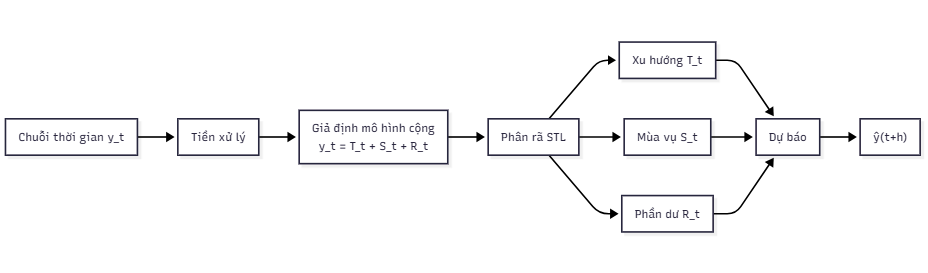 Chuỗi thời gian y_t
Tiền xử lý
Giả định mô hình cộng
y_t = T_t + S_t + R_t
Phân rã STL
Xu hướng T_t
Mùa vụ S_t
Phần dư R_t
Dự báo
ŷ(t+h)